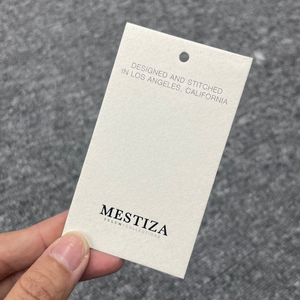 DESIGNED AND STITCHED
IN LOS ANGELES, CALIFORNIA
MESTIZA